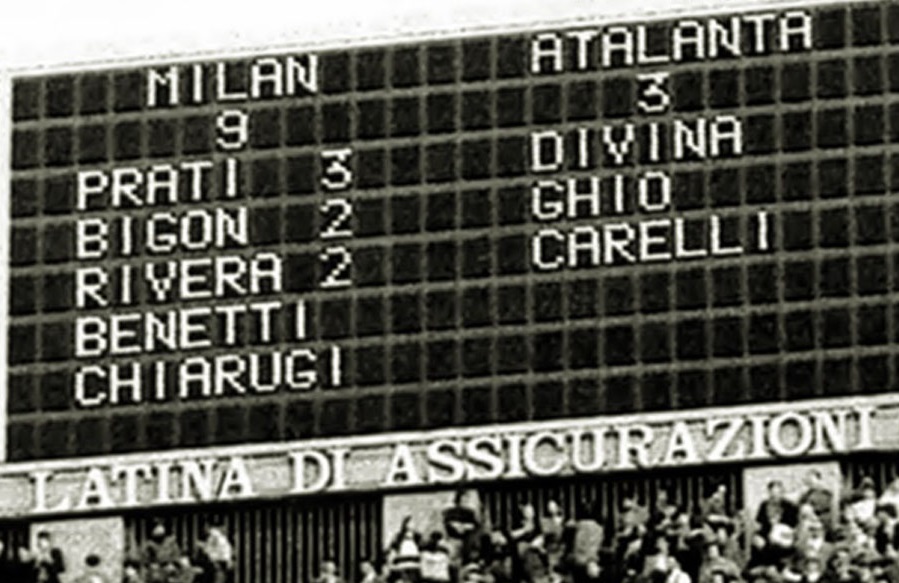 MILAN
9
PRATI 3
BIGON 2
RIVERA 2
BENETTI
CHIARUGI
ATALANTA
3
DIVINA
GHIO
CARELLI
LATINA DI ASSICURAZIONI